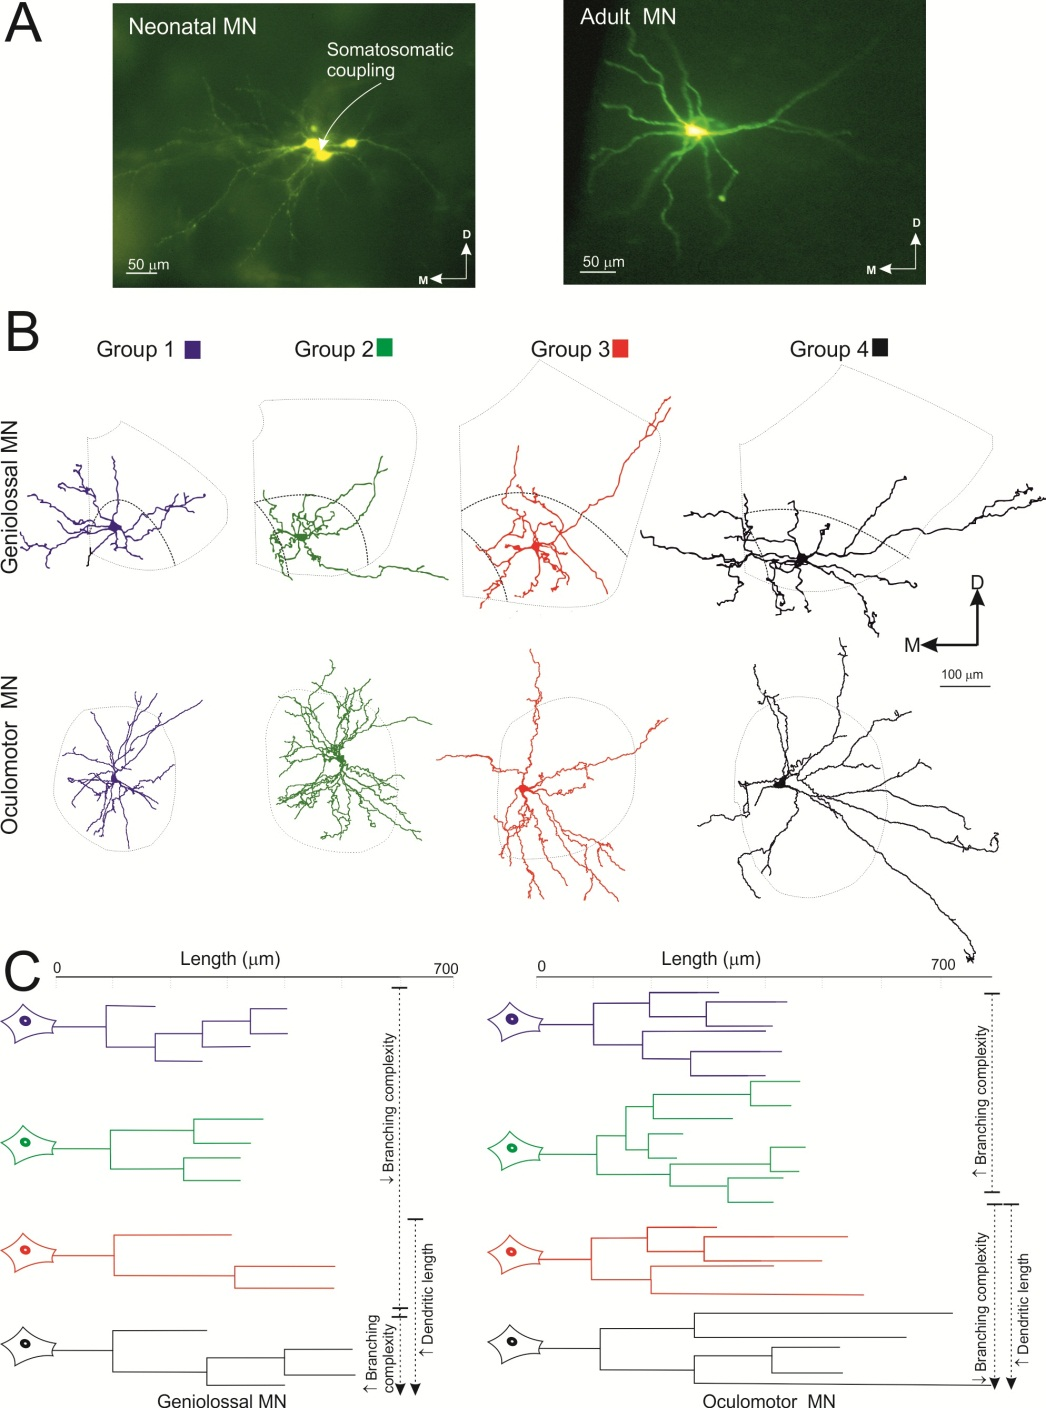 A
Neonatal MN
Somatosomatic
coupling
50 μm
D
M
Adult MN
50 μm
D
M
B
Group 1
Group 2
Group 3
Group 4
Geniolossal MN
D
M
100 μm
Oculomotor MN
C
Length (μm)
0
700
↓ Branching complexity
↑ Dendritic length
↑ Branching
complexity
Geniolossal MN
Length (μm)
0
700
↑ Branching complexity
↓ Branching complexity
↑ Dendritic length
Oculomotor MN